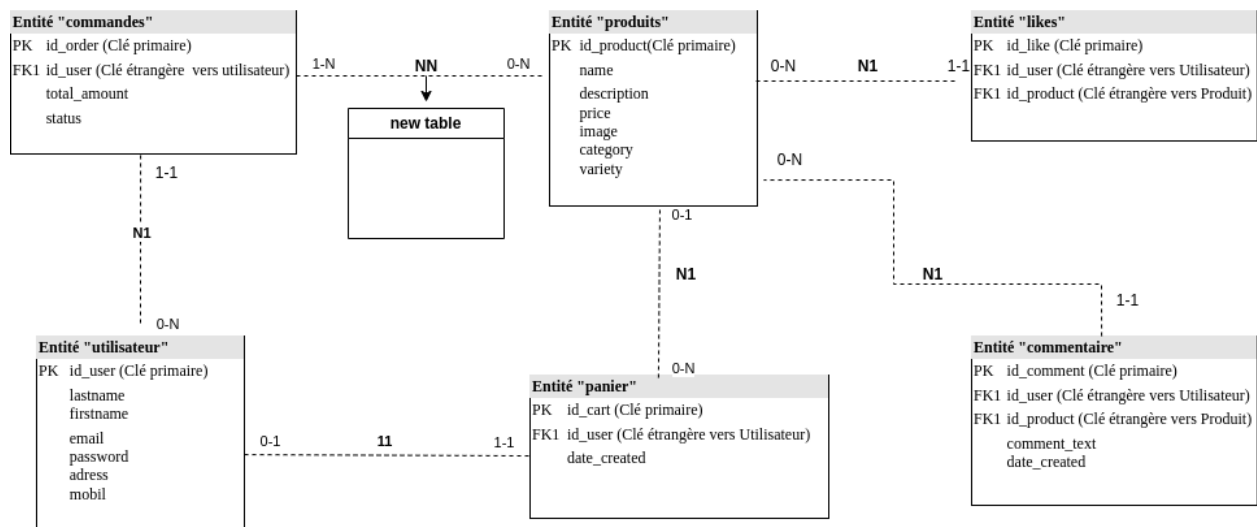 Entité "commandes"
PK id_order (Clé primaire)
FK1 id_user (Clé étrangère vers utilisateur)
total_amount
status
1-N
NN
0-N
new table
Entité "produits"
PK id_product(Clé primaire)
name
description
price
image
category
variety
0-N
N1
1-1
Entité "likes"
PK id_like (Clé primaire)
FK1 id_user (Clé étrangère vers Utilisateur)
FK1 id_product (Clé étrangère vers Produit)
1-1
N1
0-N
0-1
N1
0-N
0-N
N1
1-1
Entité "utilisateur"
PK id_user (Clé primaire)
lastname
firstname
email
password
adress
mobil
0-1
11
1-1
Entité "panier"
PK id_cart (Clé primaire)
FK1 id_user (Clé étrangère vers Utilisateur)
date_created
Entité "commentaire"
PK id_comment (Clé primaire)
FK1 id_user (Clé étrangère vers Utilisateur)
FK1 id_product (Clé étrangère vers Produit)
comment_text
date_created